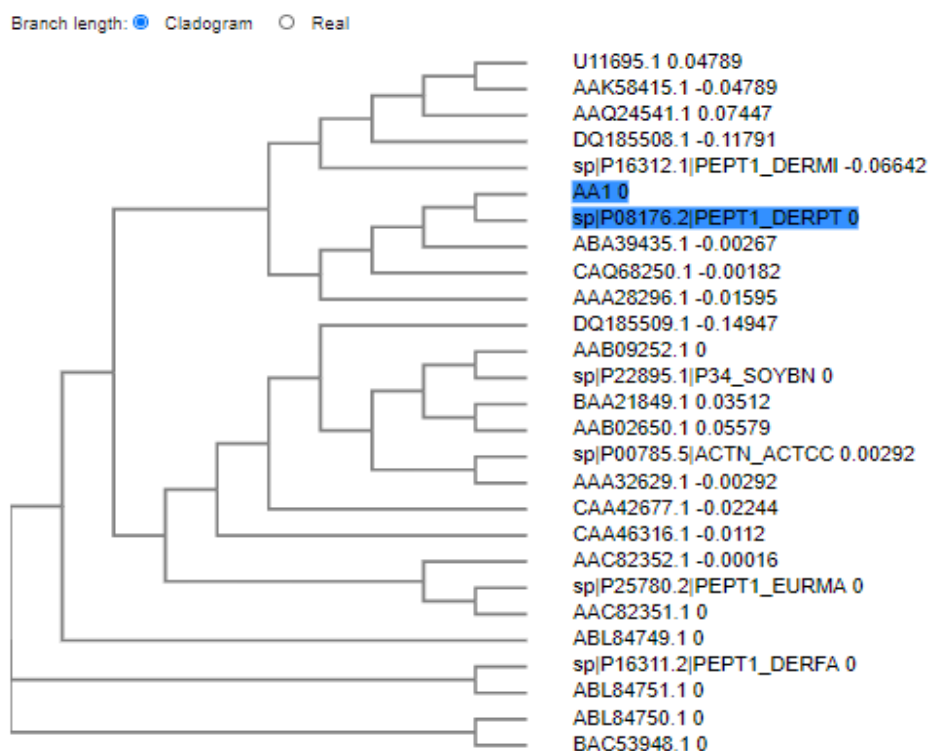 Branch length: Cladogram Real
U11695.1 0.04789
AAK58415.1 -0.04789
AAQ24541.1 0.07447
DQ185508.1 -0.11791
sp|P16312.1|PEPT1_DERMI -0.06642
AA1 0
sp|P08176.2|PEPT1_DERPT 0
ABA39435.1 -0.00267
CAQ68250.1 -0.00182
AAA28296.1 -0.01595
DQ185509.1 -0.14947
AAB09252.1 0
sp|P22895.1|P34_SOYBN 0
BAA21849.1 0.03512
AAB02650.1 0.05579
sp|P00785.5|ACTN_ACTCC 0.00292
AAA32629.1 -0.00292
CAA42677.1 -0.02244
CAA46316.1 -0.0112
AAC82352.1 -0.00016
sp|P25780.2|PEPT1_EURMA 0
AAC82351.1 0
ABL84749.1 0
sp|P16311.2|PEPT1_DERFA 0
ABL84751.1 0
ABL84750.1 0
BAC53948.1 0